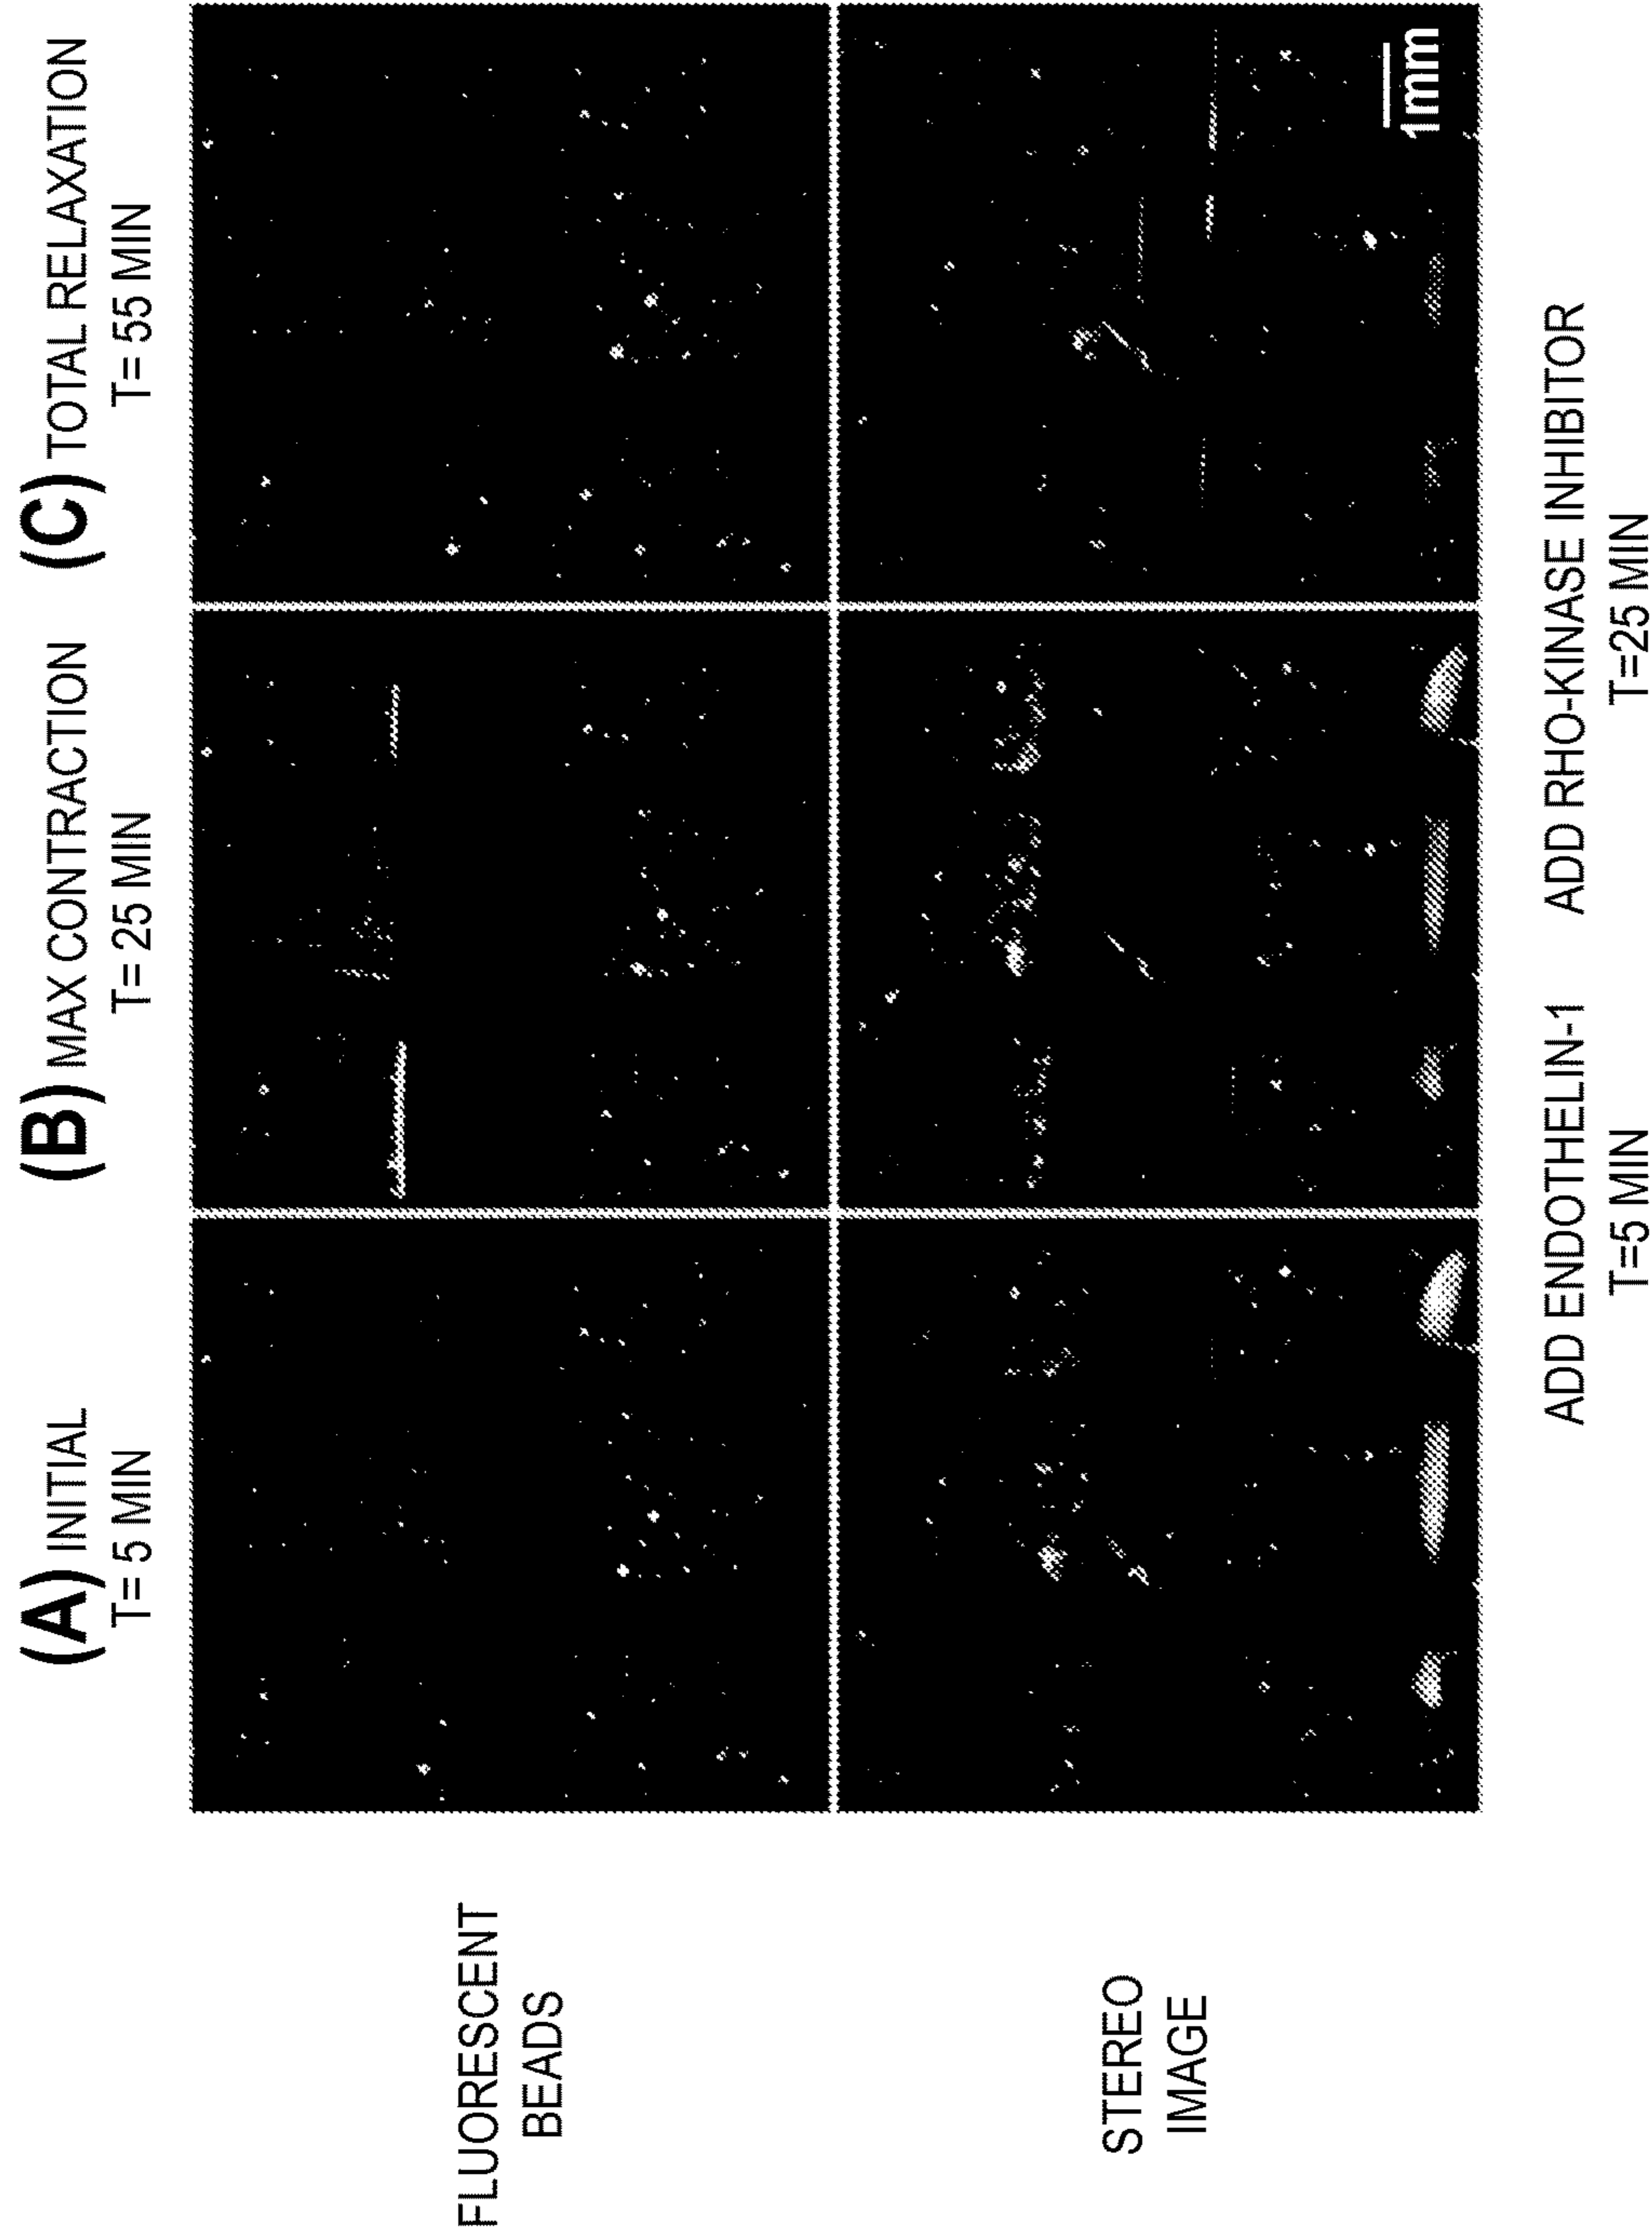 (A) INITIAL
T= 5 MIN
(B) MAX CONTRACTION
T= 25 MIN
(C) TOTAL RELAXATION
T= 55 MIN
FLUORESCENT
BEADS
STEREO
IMAGE
1mm
ADD ENDOTHELIN-1
T=5 MIN
ADD RHO-KINASE INHIBITOR
T=25 MIN